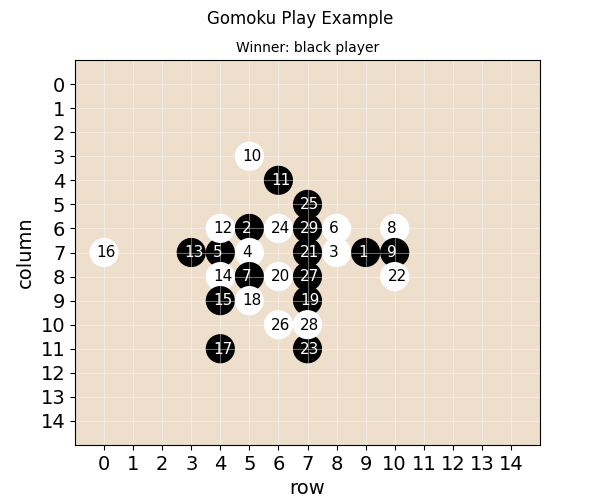 Gomoku Play Example
Winner: black player
0
1
2
3 10
4 11
5 25
6 12 2 24 29 6 8
column
7 16 13 5 4 21 3 1 9
8 14 7 20 27 22
9 15 18 19
10 26 28
11 17 23
12
13
14
0 1 2 3 4 5 6 7 8 9 10 11 12 13 14
row